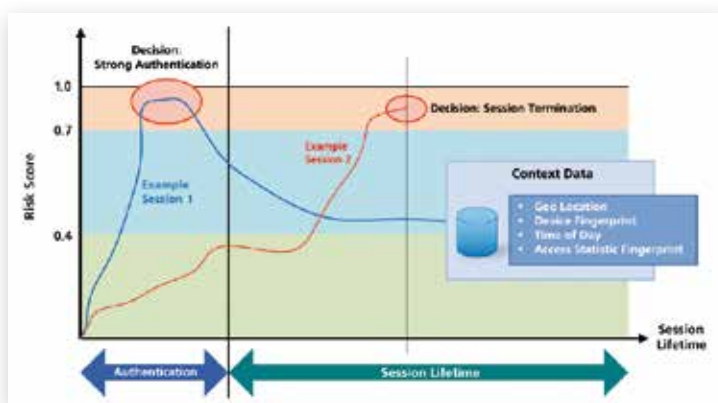 Decision:
Strong Authentication
1.0
Decision: Session Termination
0.7
Example
Session 2
Risk Score
Example
Session 1
Context Data
• Geo Location
• Device Fingerprint
• Time of Day
• Access Statistic Fingerprint
0.4
Session
Lifetime
Authentication
Session Lifetime